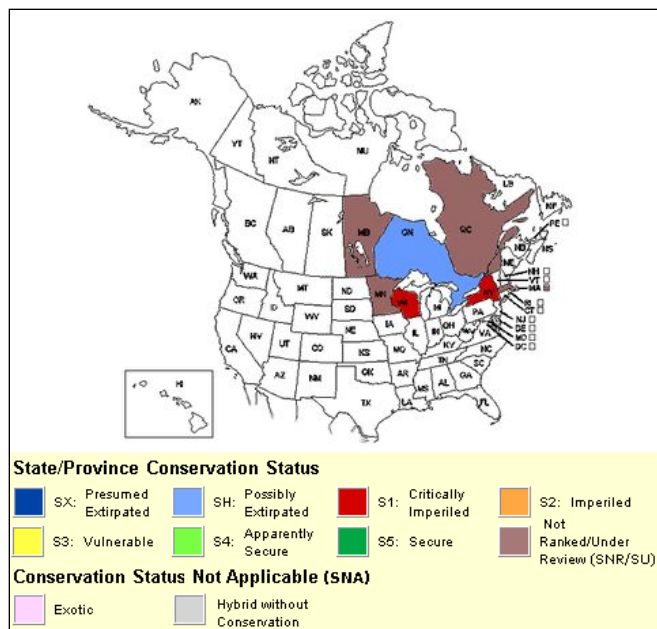 AK
YT
NT
NU
BC
AB
SK
MB
ON
QC
LB
NF
PE
NB
NS
ME
NH
VT
MA
RI
CT
NJ
DE
MD
DC
WA
MT
ND
MN
OR
ID
WY
SD
WI
MI
NY
PA
NV
UT
CO
NE
IA
IL
IN
OH
WV
VA
CA
AZ
NM
KS
MO
KY
NC
TN
OK
AR
SC
MS
AL
GA
TX
LA
FL
HI
State/Province Conservation Status
SX: Presumed Extirpated
SH: Possibly Extirpated
S1: Critically Imperiled
S2: Imperiled
S3: Vulnerable
S4: Apparently Secure
S5: Secure
Not Ranked/Under Review (SNR/SU)
Conservation Status Not Applicable (SNA)
Exotic
Hybrid without Conservation